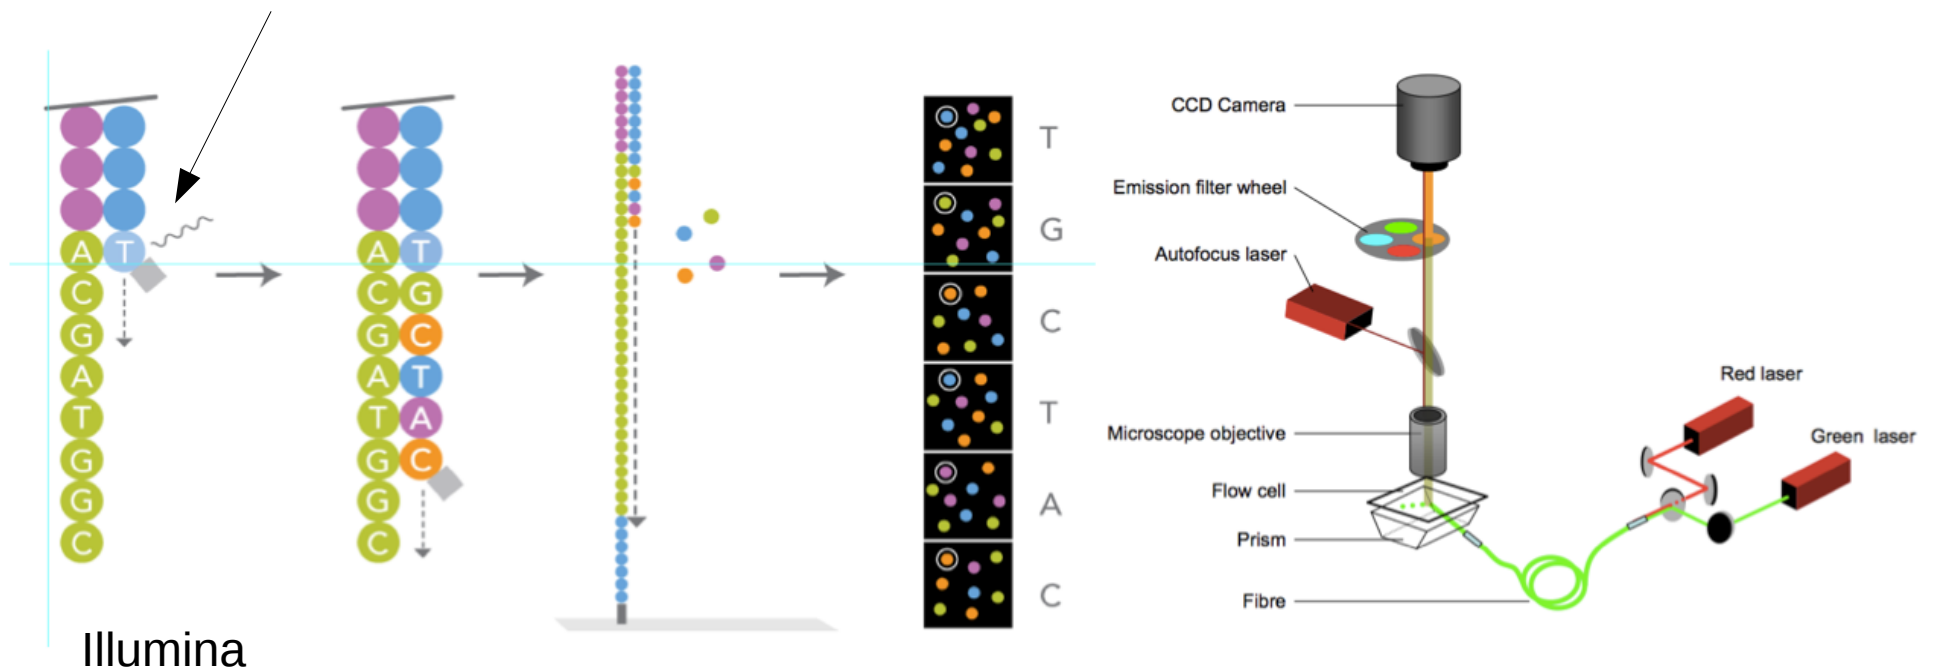 A T
C
G
A
T
G
G
C
A T
C G
G C
A T
T A
G C
G
C
T
G
C
T
A
C
CCD Camera
Emission filter wheel
Autofocus laser
Red laser
Green laser
Microscope objective
Flow cell
Prism
Fibre
Illumina